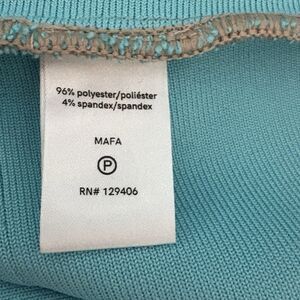 96% polyester/poliéster
4% spandex/spandex
MAFA
P
RN# 129406